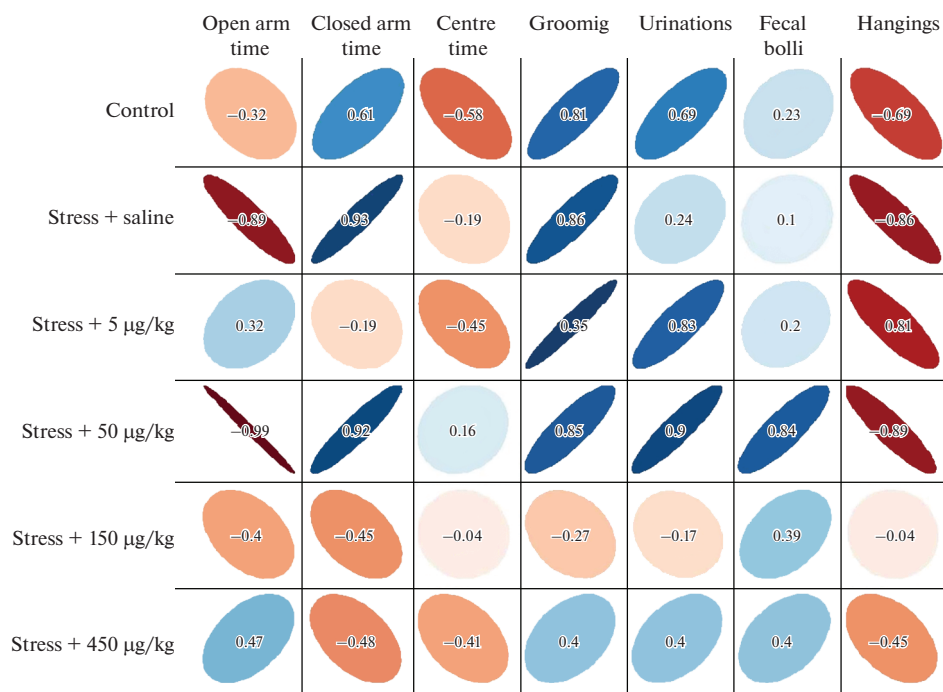 Open arm time Closed arm time Centre time Groomig Urinations Fecal bolli Hangings
Control −0.32 0.61 −0.58 0.81 0.69 0.23 −0.69
Stress + saline −0.89 0.93 −0.19 0.86 0.24 0.1 −0.86
Stress + 5 μg/kg 0.32 −0.19 −0.45 0.35 0.83 0.2 0.81
Stress + 50 μg/kg −0.99 0.92 0.16 0.85 0.9 0.84 −0.89
Stress + 150 μg/kg −0.4 −0.45 −0.04 −0.27 −0.17 0.39 −0.04
Stress + 450 μg/kg 0.47 −0.48 −0.41 0.4 0.4 0.4 −0.45